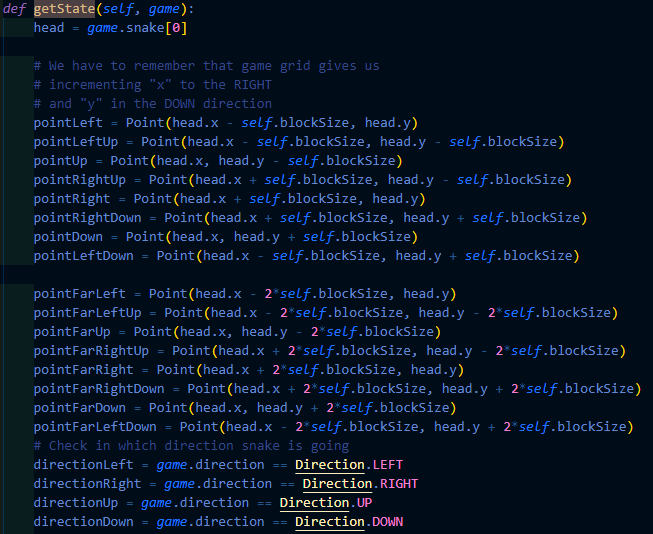 def getState(self, game):
head = game.snake[0]
# We have to remember that game grid gives us
# incrementing "x" to the RIGHT
# and "y" in the DOWN direction
pointLeft = Point(head.x - self.blockSize, head.y)
pointLeftUp = Point(head.x - self.blockSize, head.y - self.blockSize)
pointUp = Point(head.x, head.y - self.blockSize)
pointRightUp = Point(head.x + self.blockSize, head.y - self.blockSize)
pointRight = Point(head.x + self.blockSize, head.y)
pointRightDown = Point(head.x + self.blockSize, head.y + self.blockSize)
pointDown = Point(head.x, head.y + self.blockSize)
pointLeftDown = Point(head.x - self.blockSize, head.y + self.blockSize)
pointFarLeft = Point(head.x - 2*self.blockSize, head.y)
pointFarLeftUp = Point(head.x - 2*self.blockSize, head.y - 2*self.blockSize)
pointFarUp = Point(head.x, head.y - 2*self.blockSize)
pointFarRightUp = Point(head.x + 2*self.blockSize, head.y - 2*self.blockSize)
pointFarRight = Point(head.x + 2*self.blockSize, head.y)
pointFarRightDown = Point(head.x + 2*self.blockSize, head.y + 2*self.blockSize)
pointFarDown = Point(head.x, head.y + 2*self.blockSize)
pointFarLeftDown = Point(head.x - 2*self.blockSize, head.y + 2*self.blockSize)
# Check in which direction snake is going
directionLeft = game.direction == Direction.LEFT
directionRight = game.direction == Direction.RIGHT
directionUp = game.direction == Direction.UP
directionDown = game.direction == Direction.DOWN